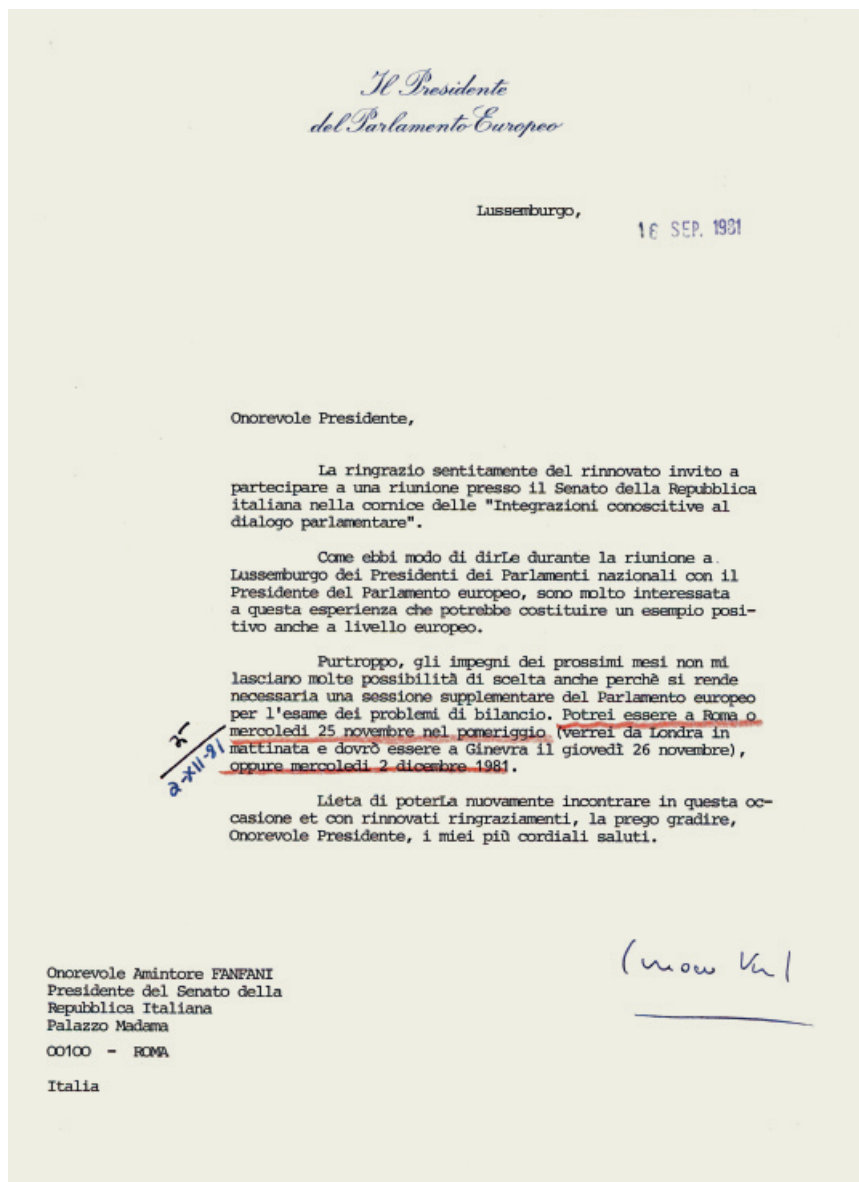 Il Presidente
del Parlamento Europeo
Lussemburgo,
16 SEP. 1981
Onorevole Presidente,
La ringrazio sentitamente del rinnovato invito a
partecipare a una riunione presso il Senato della Repubblica
italiana nella cornice delle "Integrazioni conoscitive al
dialogo parlamentare".
Come ebbi modo di dirLe durante la riunione a
Lussemburgo dei Presidenti dei Parlamenti nazionali con il
Presidente del Parlamento europeo, sono molto interessata
a questa esperienza che potrebbe costituire un esempio posi-
tivo anche a livello europeo.
Purtroppo, gli impegni dei prossimi mesi non mi
lasciano molte possibilità di scelta anche perchè si rende
necessaria una sessione supplementare del Parlamento europeo
per l'esame dei problemi di bilancio. Potrei essere a Roma o
mercoledì 25 novembre nel pomeriggio (verrei da Londra in
mattinata e dovrò essere a Ginevra il giovedì 26 novembre),
oppure mercoledì 2 dicembre 1981.
25
2-XII-81
Lieta di poterLa nuovamente incontrare in questa oc-
casione et con rinnovati ringraziamenti, la prego gradire,
Onorevole Presidente, i miei più cordiali saluti.
Onorevole Amintore FANFANI
Presidente del Senato della
Repubblica Italiana
Palazzo Madama
00100 - ROMA
Italia